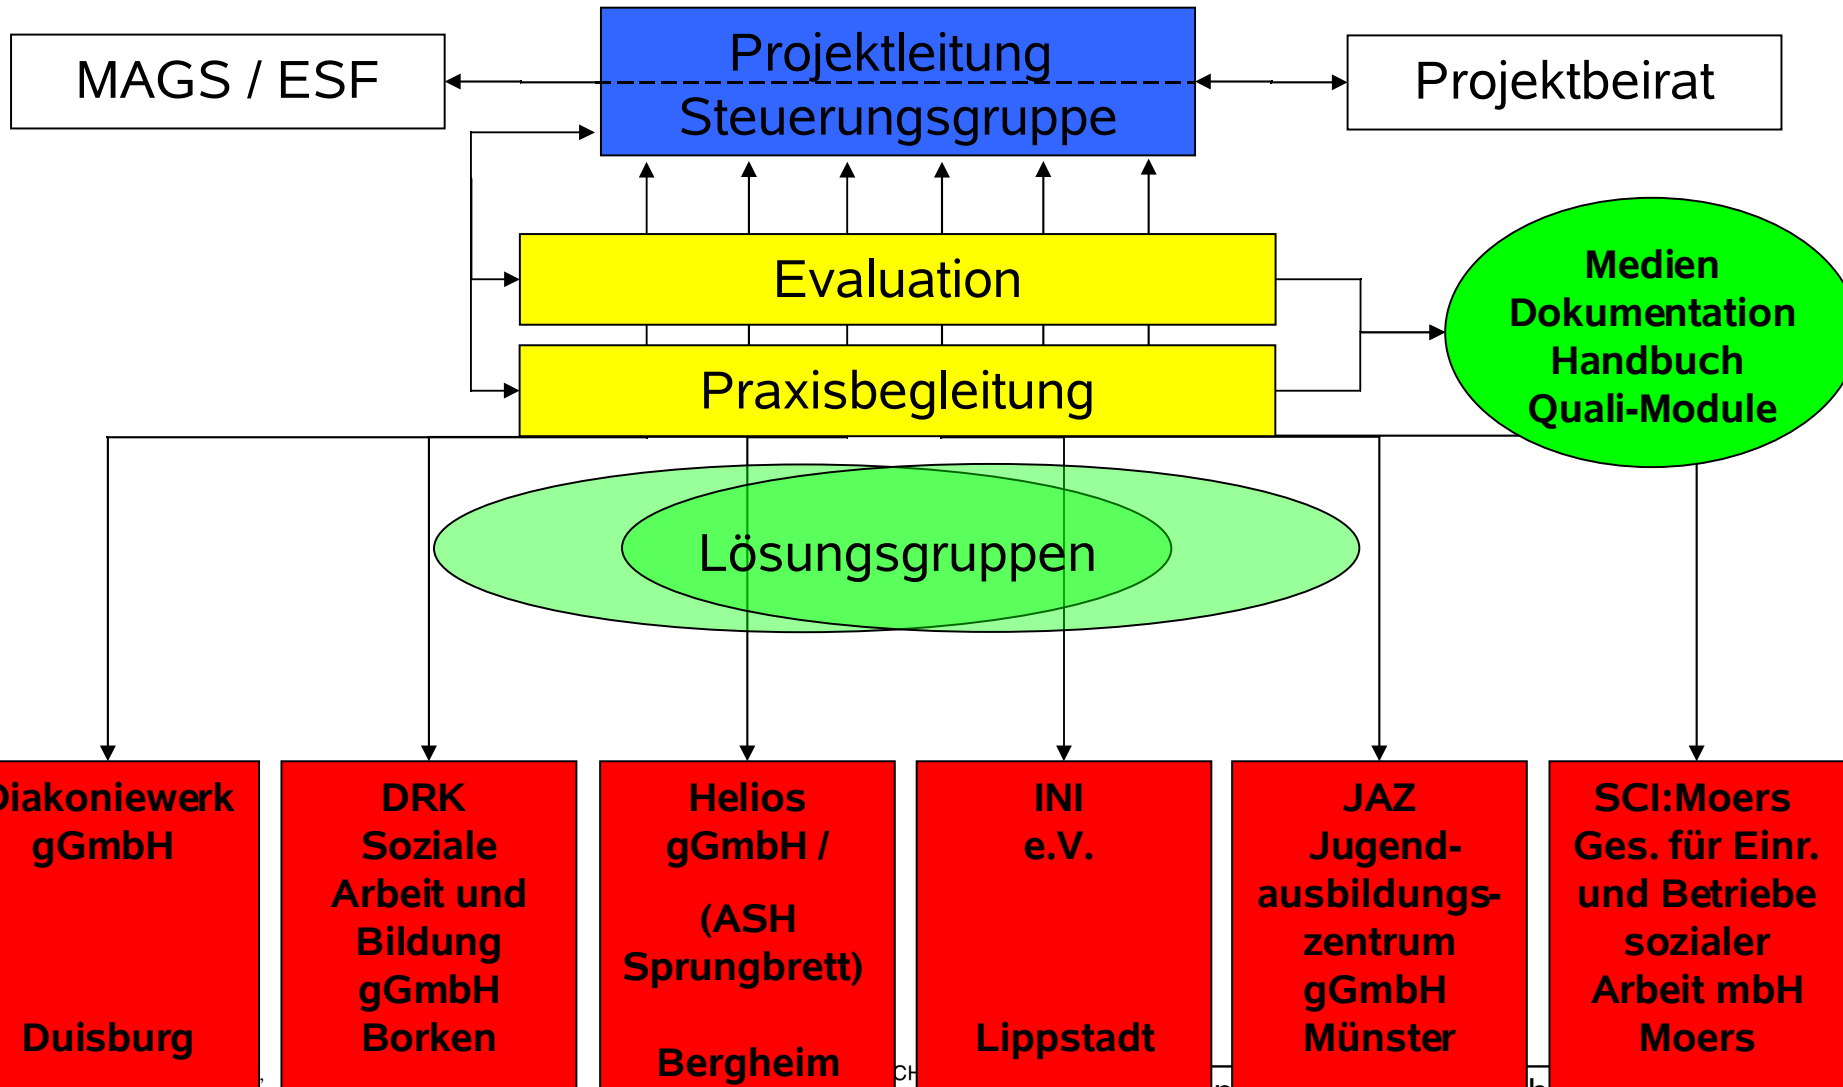 MAGS / ESF
Projektleitung
Steuerungsgruppe
Projektbeirat
Evaluation
Praxisbegleitung
Medien
Dokumentation
Handbuch
Quali-Module
Lösungsgruppen
Diakoniewerk
gGmbH
Duisburg
DRK
Soziale
Arbeit und
Bildung
gGmbH
Borken
Helios
gGmbH /
(ASH
Sprungbrett)
Bergheim
INI
e.V.
Lippstadt
JAZ
Jugend-
ausbildungs-
zentrum
gGmbH
Münster
SCI:Moers
Ges. für Einr.
und Betriebe
sozialer
Arbeit mbH
Moers